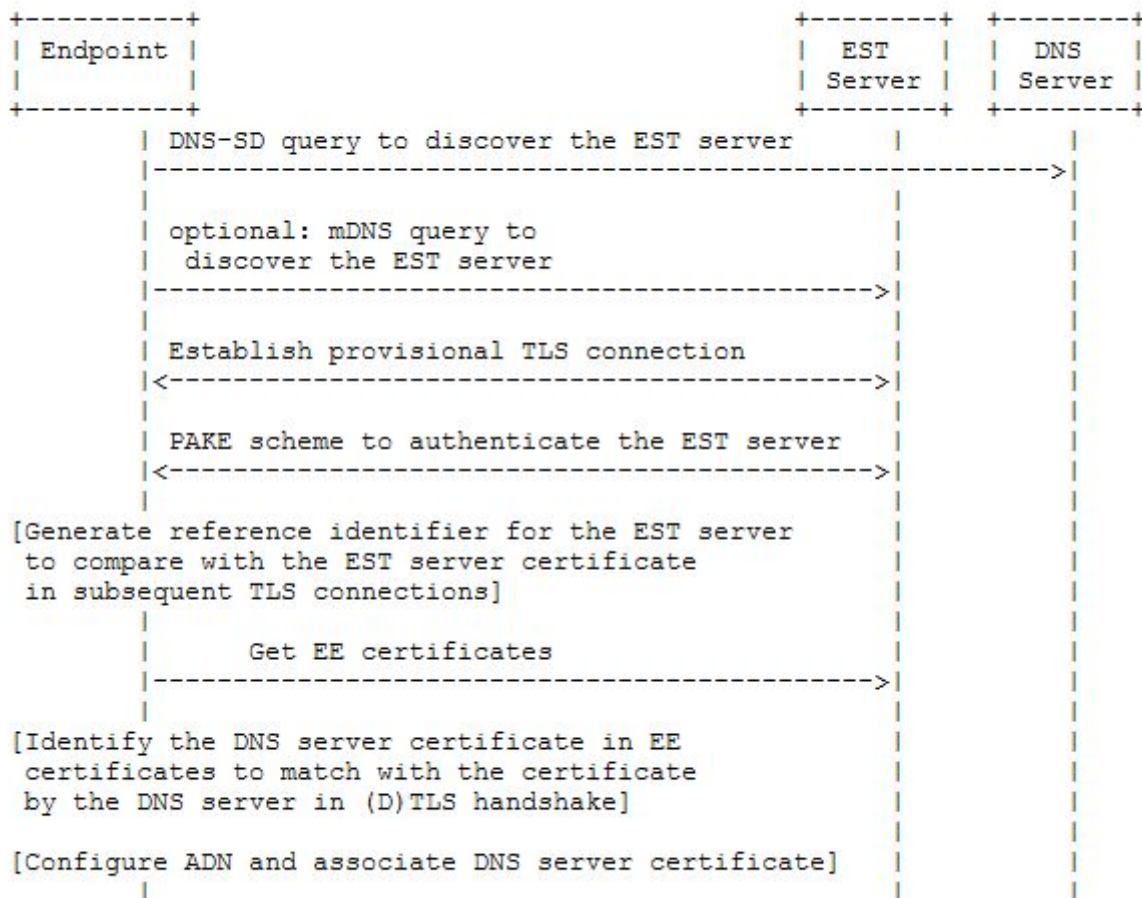 Endpoint EST DNS
Server Server
DNS-SD query to discover the EST server
optional: mDNS query to
discover the EST server
Establish provisional TLS connection
PAKE scheme to authenticate the EST server
[Generate reference identifier for the EST server
to compare with the EST server certificate
in subsequent TLS connections]
Get EE certificates
[Identify the DNS server certificate in EE
certificates to match with the certificate
by the DNS server in (D)TLS handshake]
[Configure ADN and associate DNS server certificate]